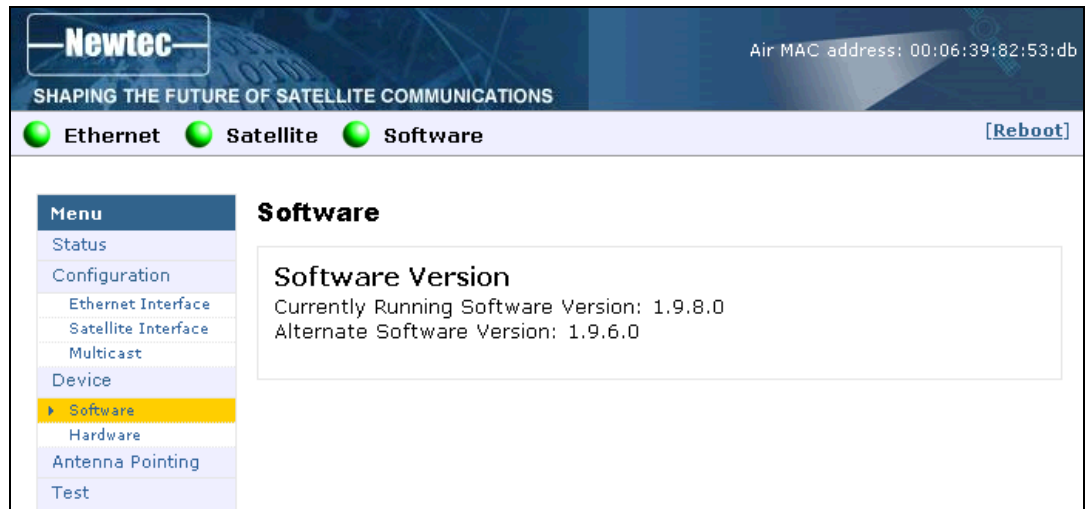 Newtec
Air MAC address: 00:06:39:82:53:db
SHAPING THE FUTURE OF SATELLITE COMMUNICATIONS
Ethernet Satellite Software [Reboot]
Menu
Status
Configuration
Ethernet Interface
Satellite Interface
Multicast
Device
Software
Hardware
Antenna Pointing
Test
Software
Software Version
Currently Running Software Version: 1.9.8.0
Alternate Software Version: 1.9.6.0